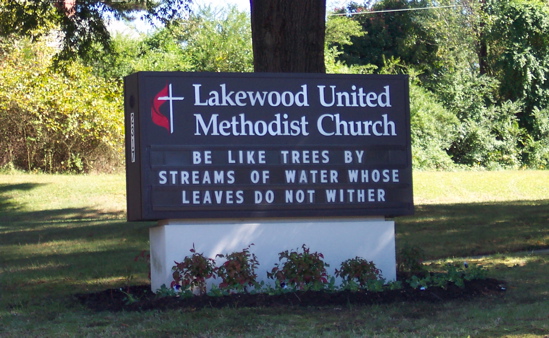 Lakewood United
Methodist Church
BE LIKE TREES BY
STREAMS OF WATER WHOSE
LEAVES DO NOT WITHER